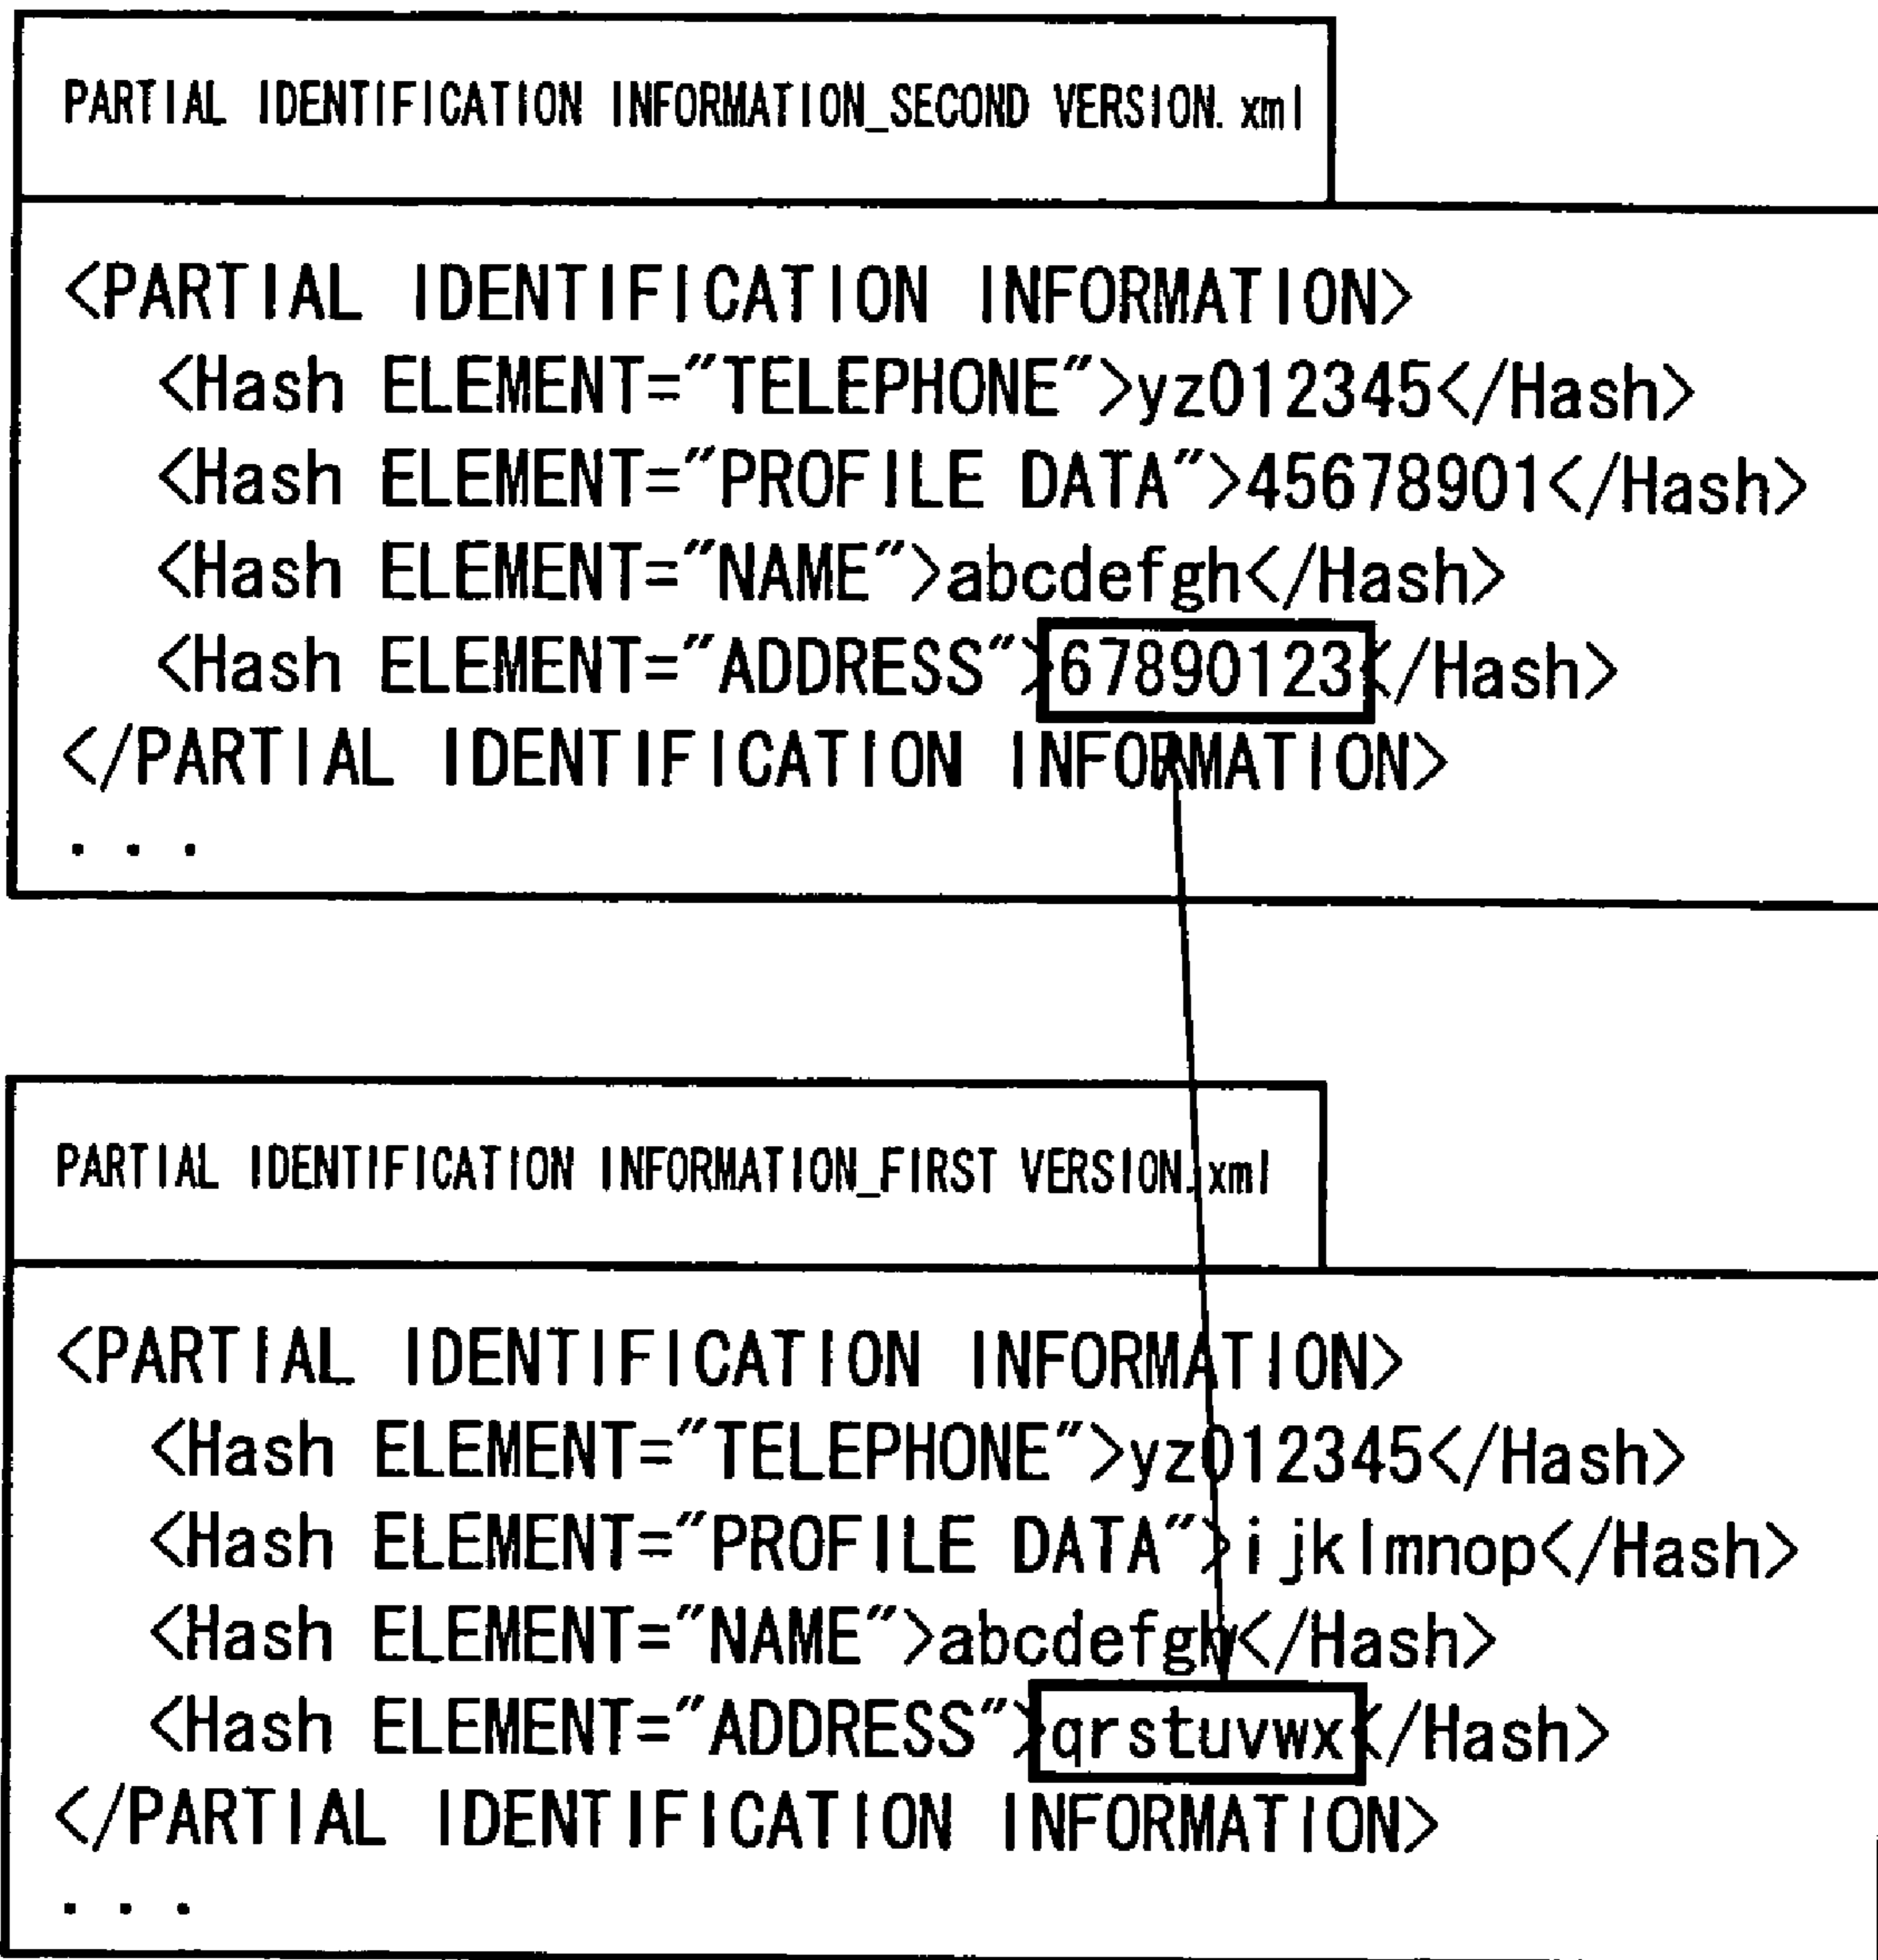 PARTIAL IDENTIFICATION INFORMATION_SECOND VERSION.xml
<PARTIAL IDENTIFICATION INFORMATION>
<Hash ELEMENT="TELEPHONE">yz012345</Hash>
<Hash ELEMENT="PROFILE DATA">45678901</Hash>
<Hash ELEMENT="NAME">abcdefgh</Hash>
<Hash ELEMENT="ADDRESS">67890123</Hash>
</PARTIAL IDENTIFICATION INFORMATION>
...
PARTIAL IDENTIFICATION INFORMATION_FIRST VERSION.xml
<PARTIAL IDENTIFICATION INFORMATION>
<Hash ELEMENT="TELEPHONE">yz012345</Hash>
<Hash ELEMENT="PROFILE DATA">ijklmnop</Hash>
<Hash ELEMENT="NAME">abcdefgh</Hash>
<Hash ELEMENT="ADDRESS">qrstuvwx</Hash>
</PARTIAL IDENTIFICATION INFORMATION>
...